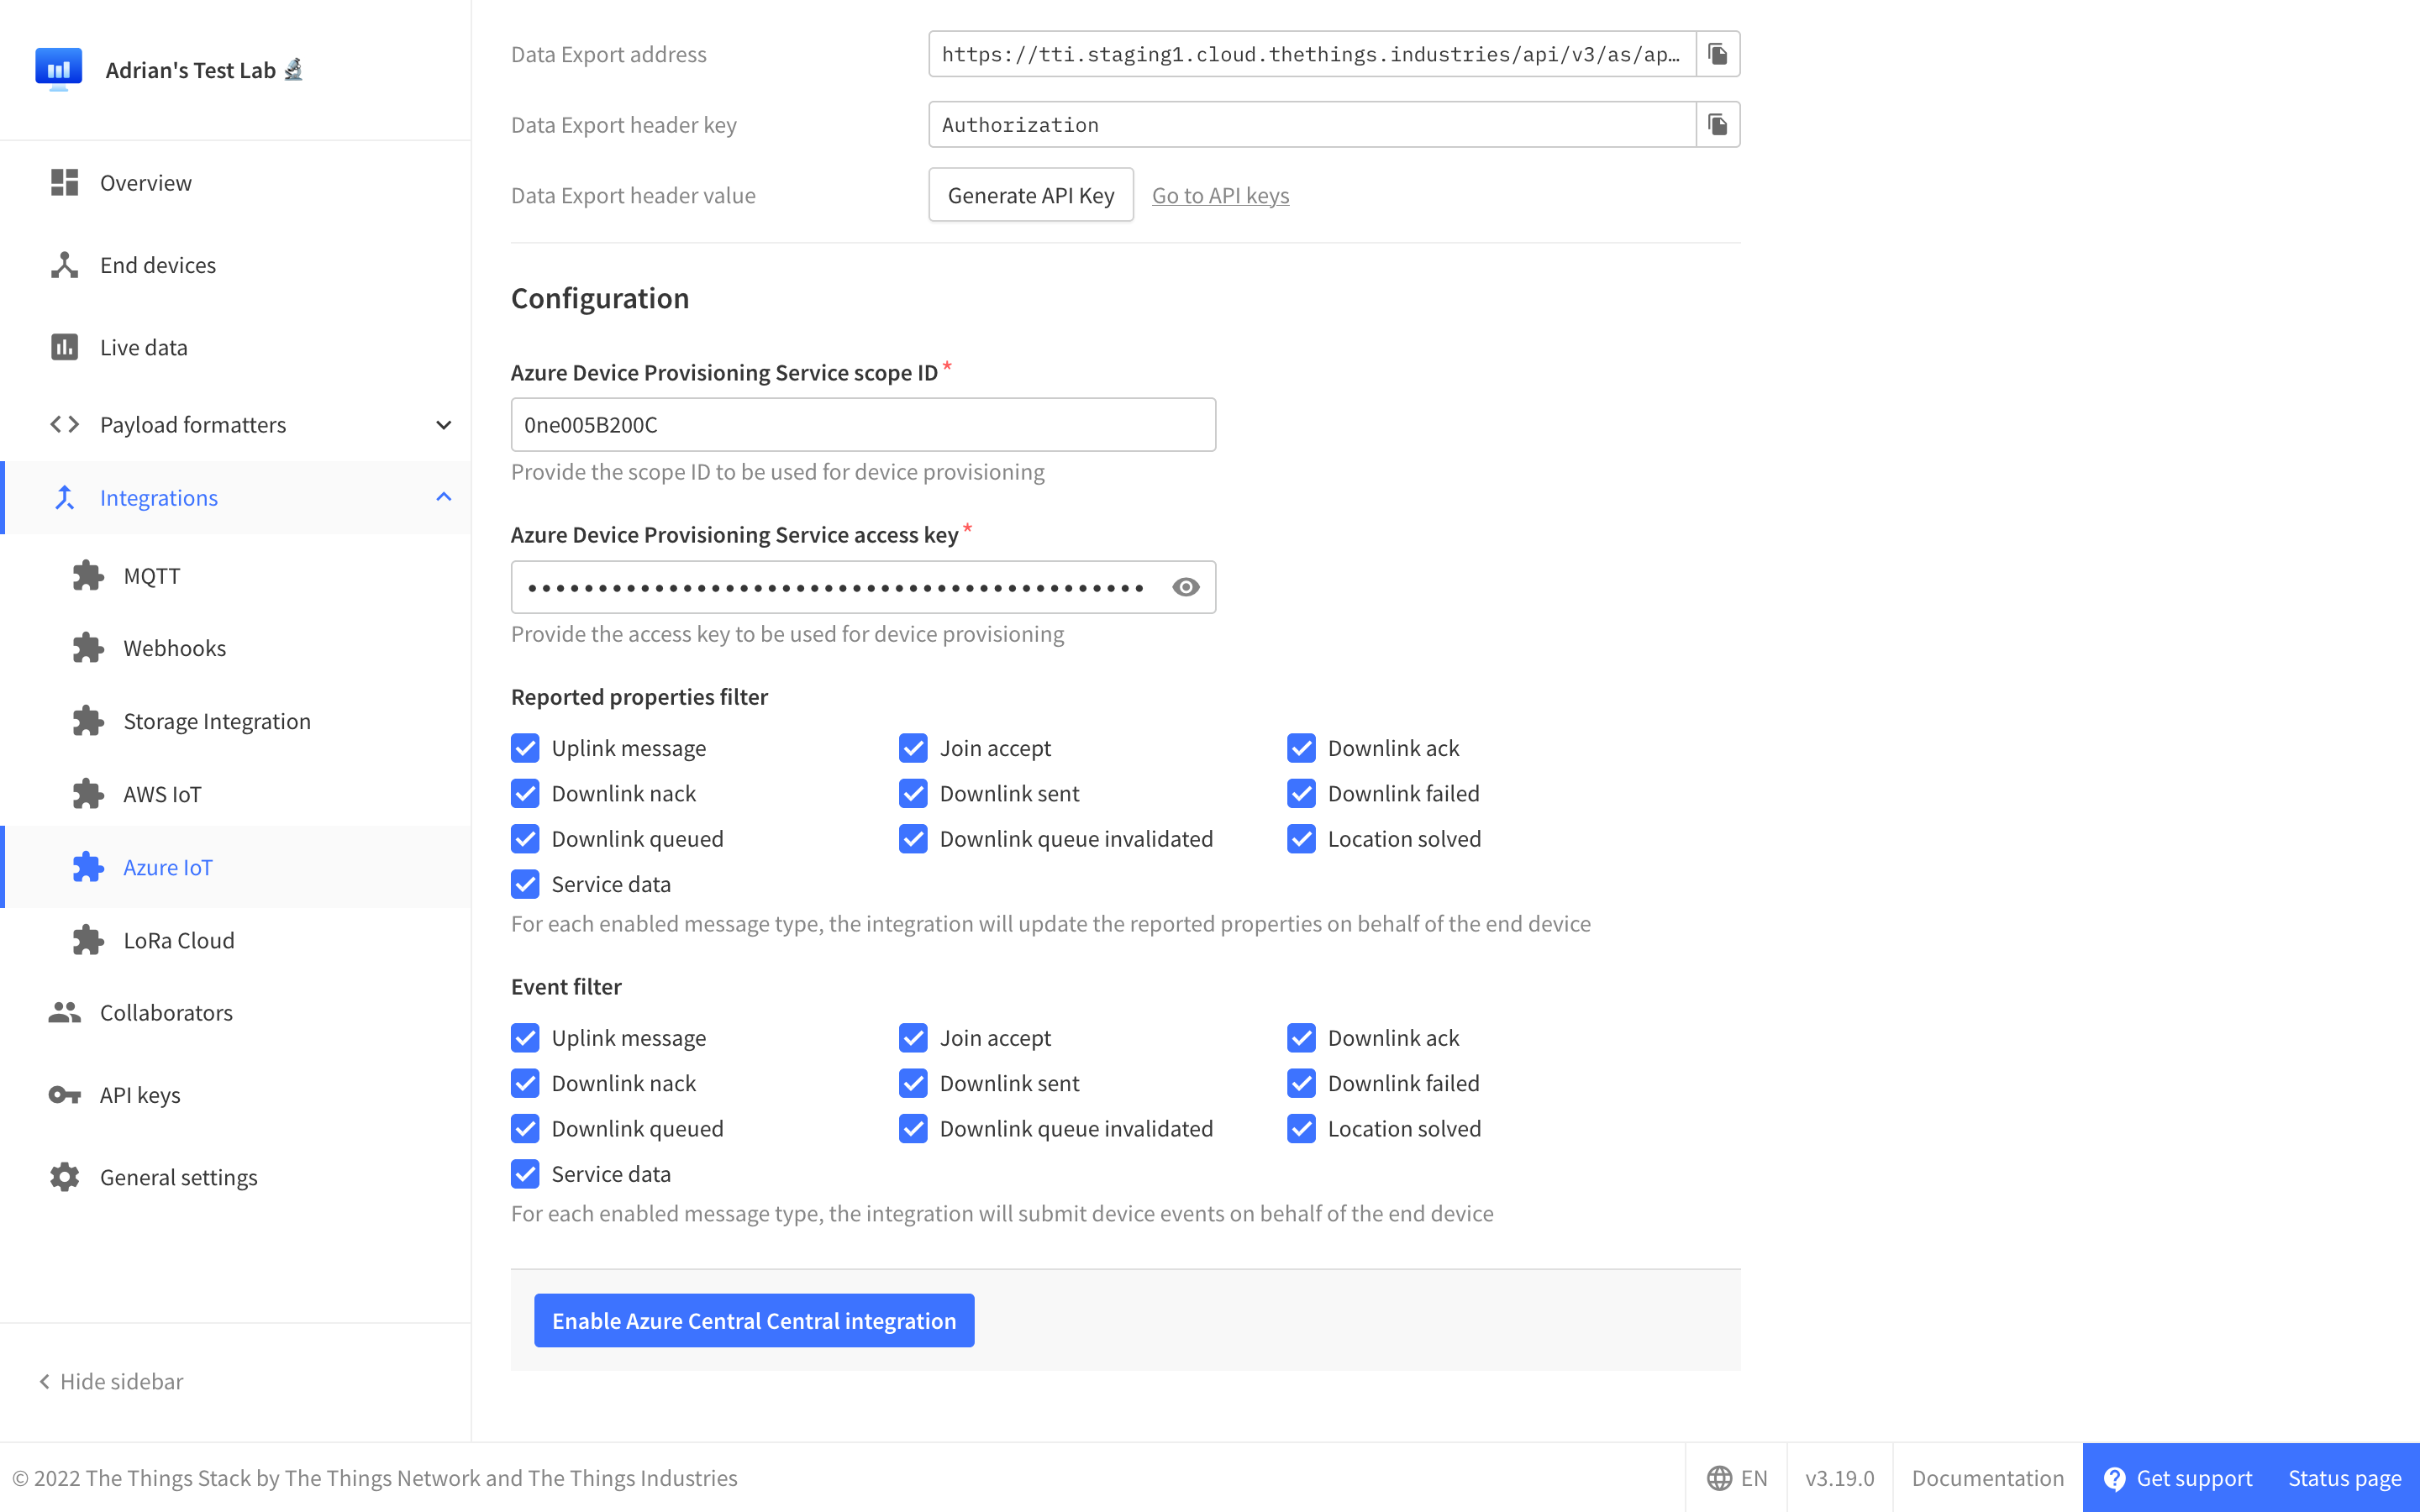 Adrian's Test Lab 🔬
Overview
End devices
Live data
Payload formatters
Integrations
MQTT
Webhooks
Storage Integration
AWS IoT
Azure IoT
LoRa Cloud
Collaborators
API keys
General settings
Hide sidebar
Data Export address https://tti.staging1.cloud.thethings.industries/api/v3/as/ap…
Data Export header key Authorization
Data Export header value Generate API Key Go to API keys
Configuration
Azure Device Provisioning Service scope ID *
0ne005B200C
Provide the scope ID to be used for device provisioning
Azure Device Provisioning Service access key *
••••••••••••••••••••••••••••••••••••••••••••
Provide the access key to be used for device provisioning
Reported properties filter
Uplink message Join accept Downlink ack
Downlink nack Downlink sent Downlink failed
Downlink queued Downlink queue invalidated Location solved
Service data
For each enabled message type, the integration will update the reported properties on behalf of the end device
Event filter
Uplink message Join accept Downlink ack
Downlink nack Downlink sent Downlink failed
Downlink queued Downlink queue invalidated Location solved
Service data
For each enabled message type, the integration will submit device events on behalf of the end device
Enable Azure Central Central integration
© 2022 The Things Stack by The Things Network and The Things Industries EN v3.19.0 Documentation Get support Status page